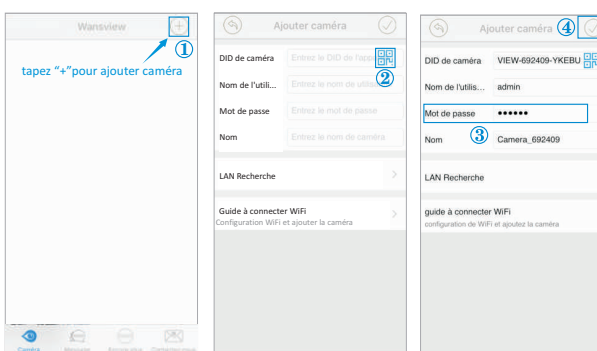 Wansview
①
tapez “+”pour ajouter caméra
Caméra
Ajouter caméra
DID de caméra
Entrez le DID de l'app
②
Nom de l'utili...
Entrez le nom de utilisa
Mot de passe
Entrez le mot de passe
Nom
Entrez le nom de caméra
LAN Recherche
Guide à connecter WiFi
Configuration WiFi et ajouter la caméra
Ajouter caméra
④
DID de caméra
VIEW-692409-YKEBU
Nom de l'utilis...
admin
Mot de passe
••••••
Nom
③
Camera_692409
LAN Recherche
guide à connecter WiFi
configuration de WiFi et ajoutez la caméra